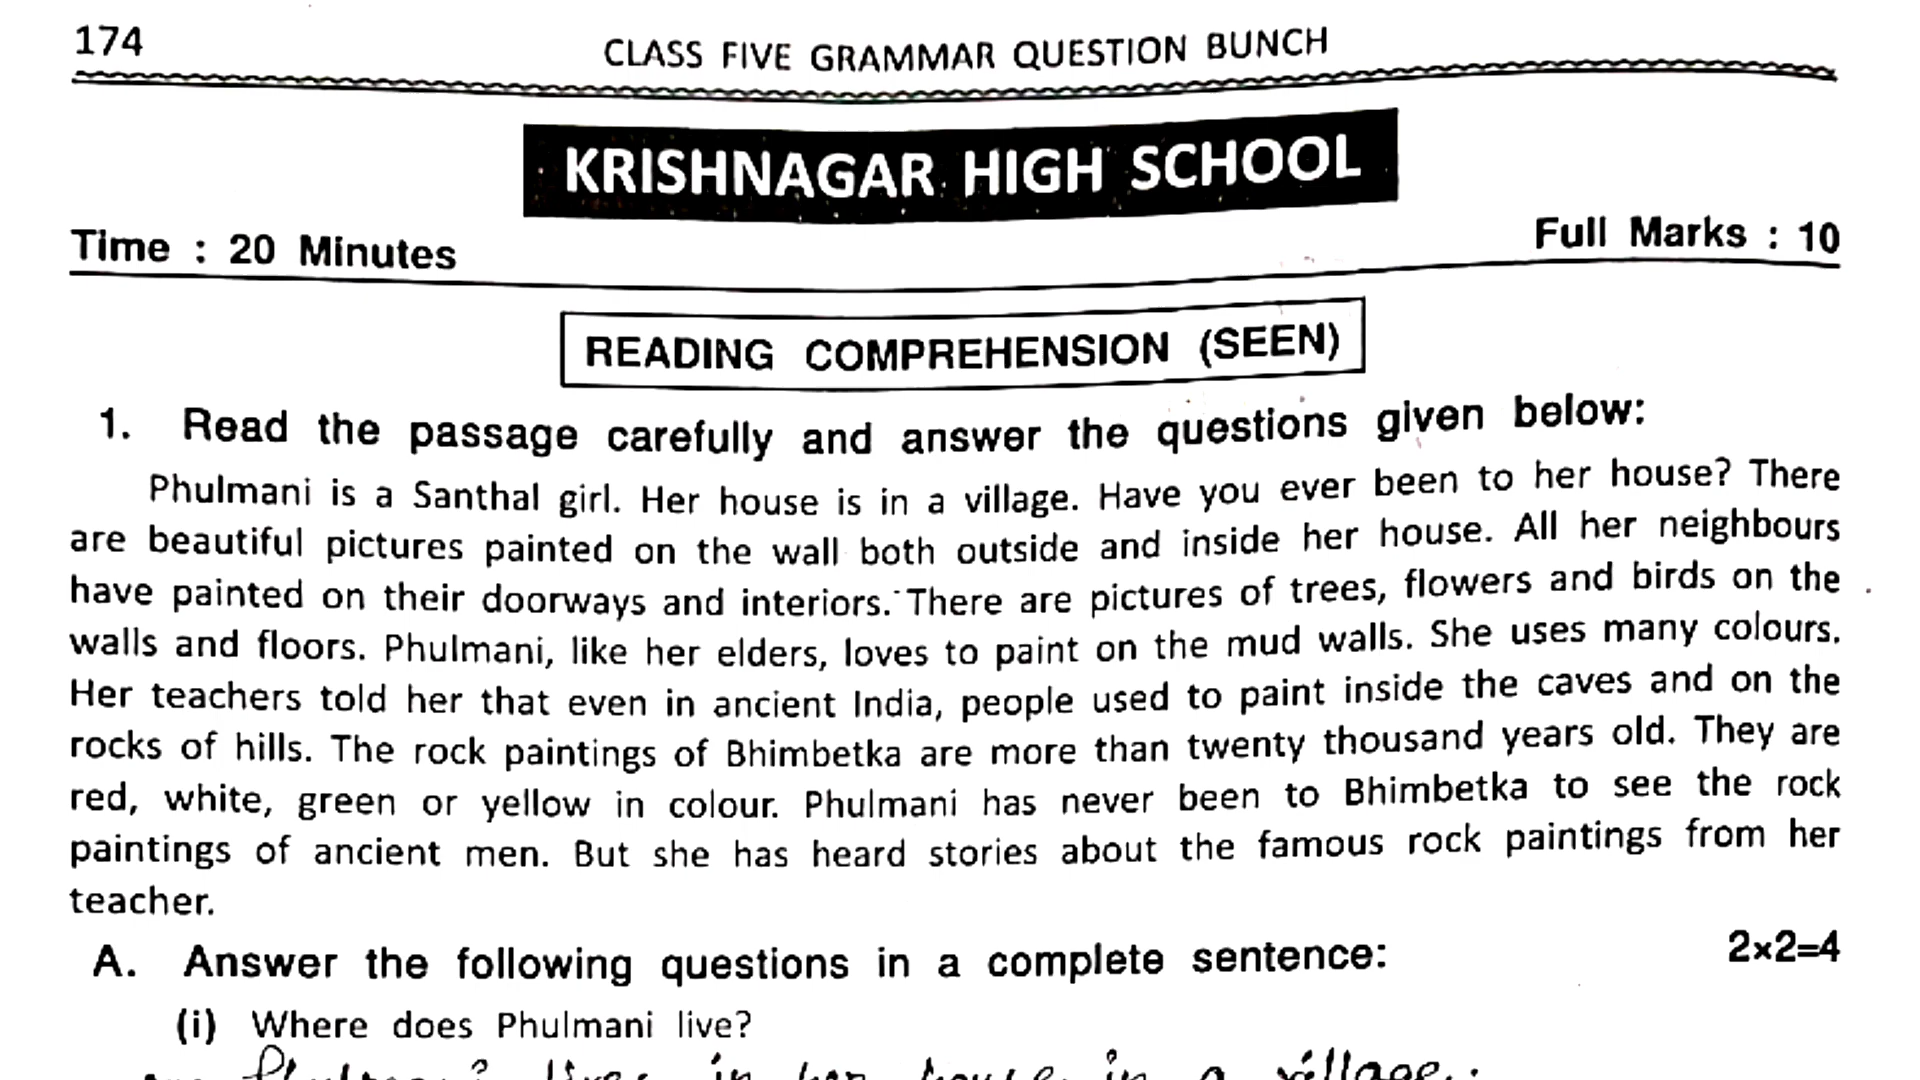 174
CLASS FIVE GRAMMAR QUESTION BUNCH
KRISHNAGAR HIGH SCHOOL
Time : 20 Minutes
Full Marks : 10
READING COMPREHENSION (SEEN)
1. Read the passage carefully and answer the questions given below:
Phulmani is a Santhal girl. Her house is in a village. Have you ever been to her house? There
are beautiful pictures painted on the wall both outside and inside her house. All her neighbours
have painted on their doorways and interiors. There are pictures of trees, flowers and birds on the
walls and floors. Phulmani, like her elders, loves to paint on the mud walls. She uses many colours.
Her teachers told her that even in ancient India, people used to paint inside the caves and on the
rocks of hills. The rock paintings of Bhimbetka are more than twenty thousand years old. They are
red, white, green or yellow in colour. Phulmani has never been to Bhimbetka to see the rock
paintings of ancient men. But she has heard stories about the famous rock paintings from her
teacher.
A. Answer the following questions in a complete sentence: 2×2=4
(i) Where does Phulmani live?
Phulmani lives in her house in a village.